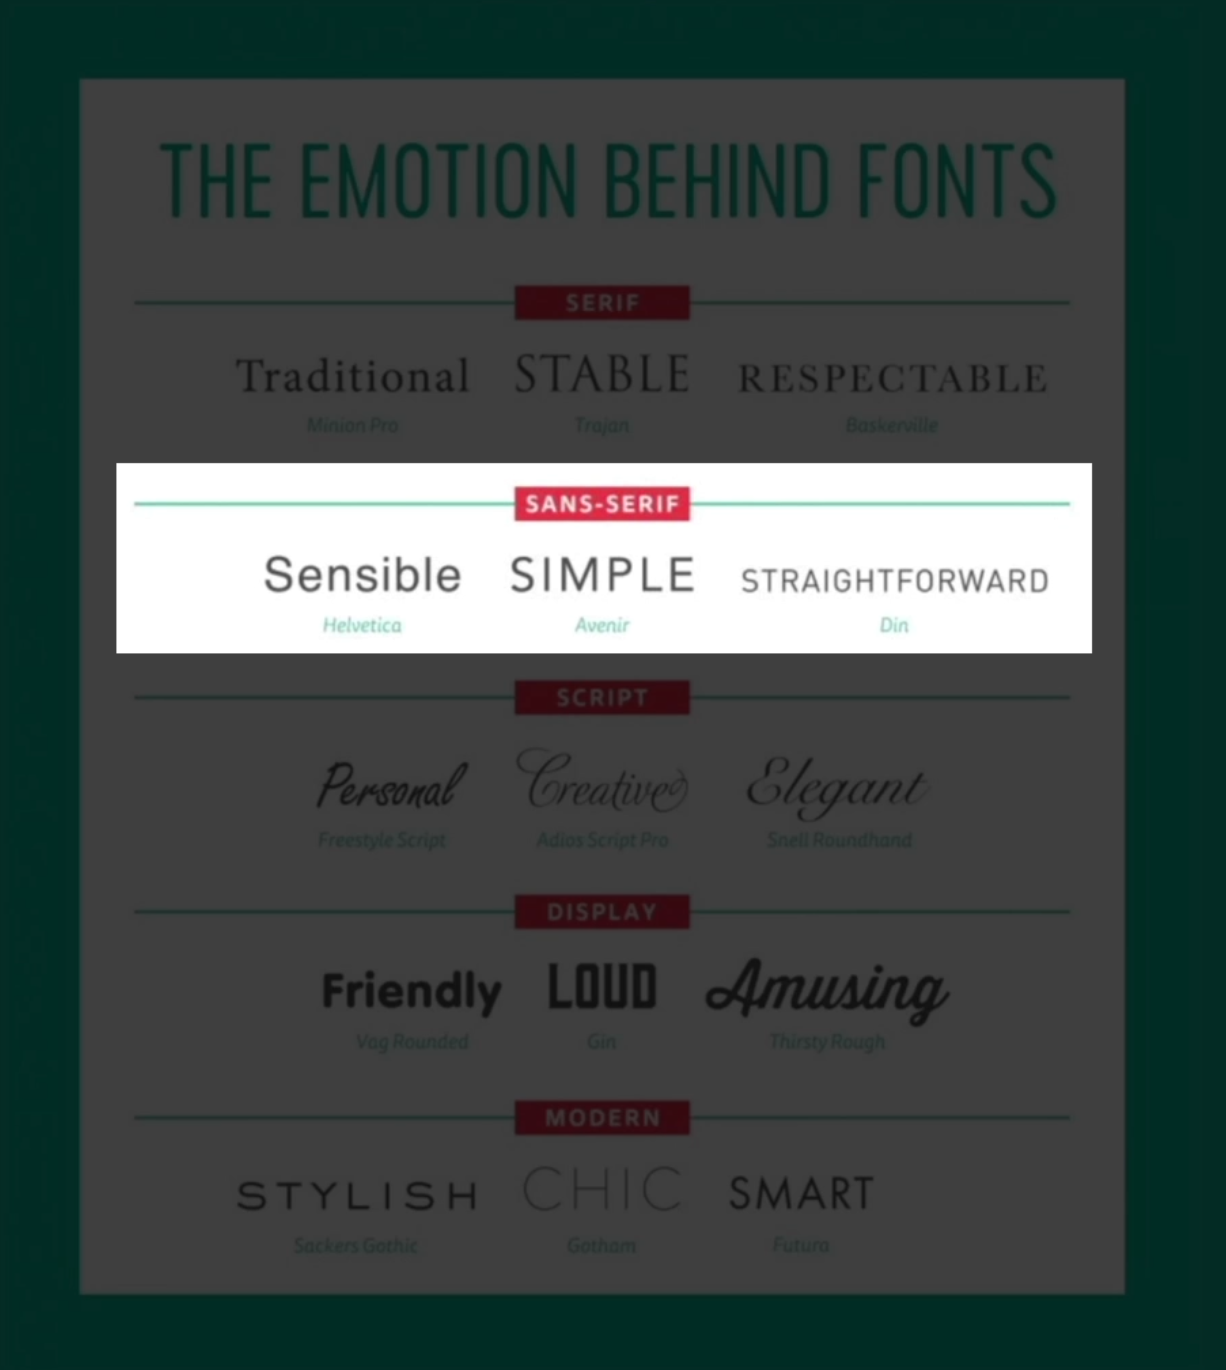 THE EMOTION BEHIND FONTS
SERIF
Traditional STABLE RESPECTABLE
Minion Pro Trajan Baskerville
SANS-SERIF
Sensible SIMPLE STRAIGHTFORWARD
Helvetica Avenir Din
SCRIPT
Personal Creative Elegant
Freestyle Script Adios Script Pro Snell Roundhand
DISPLAY
Friendly LOUD Amusing
Vag Rounded Gin Thirsty Rough
MODERN
STYLISH CHIC SMART
Sackers Gothic Gotham Futura